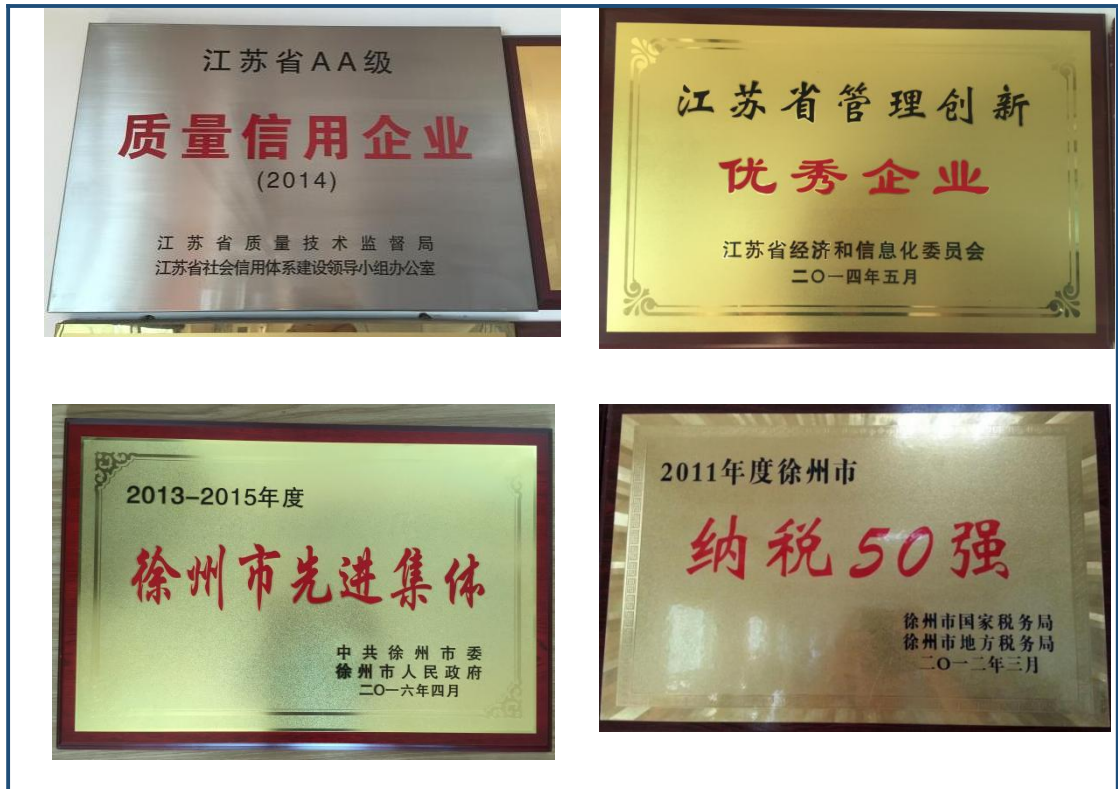 江苏省AA级
质量信用企业
(2014)
江苏省质量技术监督局
江苏省社会信用体系建设领导小组办公室
江苏省管理创新
优秀企业
江苏省经济和信息化委员会
二〇一四年五月
2013-2015年度
徐州市先进集体
中共徐州市委
徐州市人民政府
二〇一六年四月
2011年度徐州市
纳税50强
徐州市国家税务局
徐州市地方税务局
二〇一二年三月